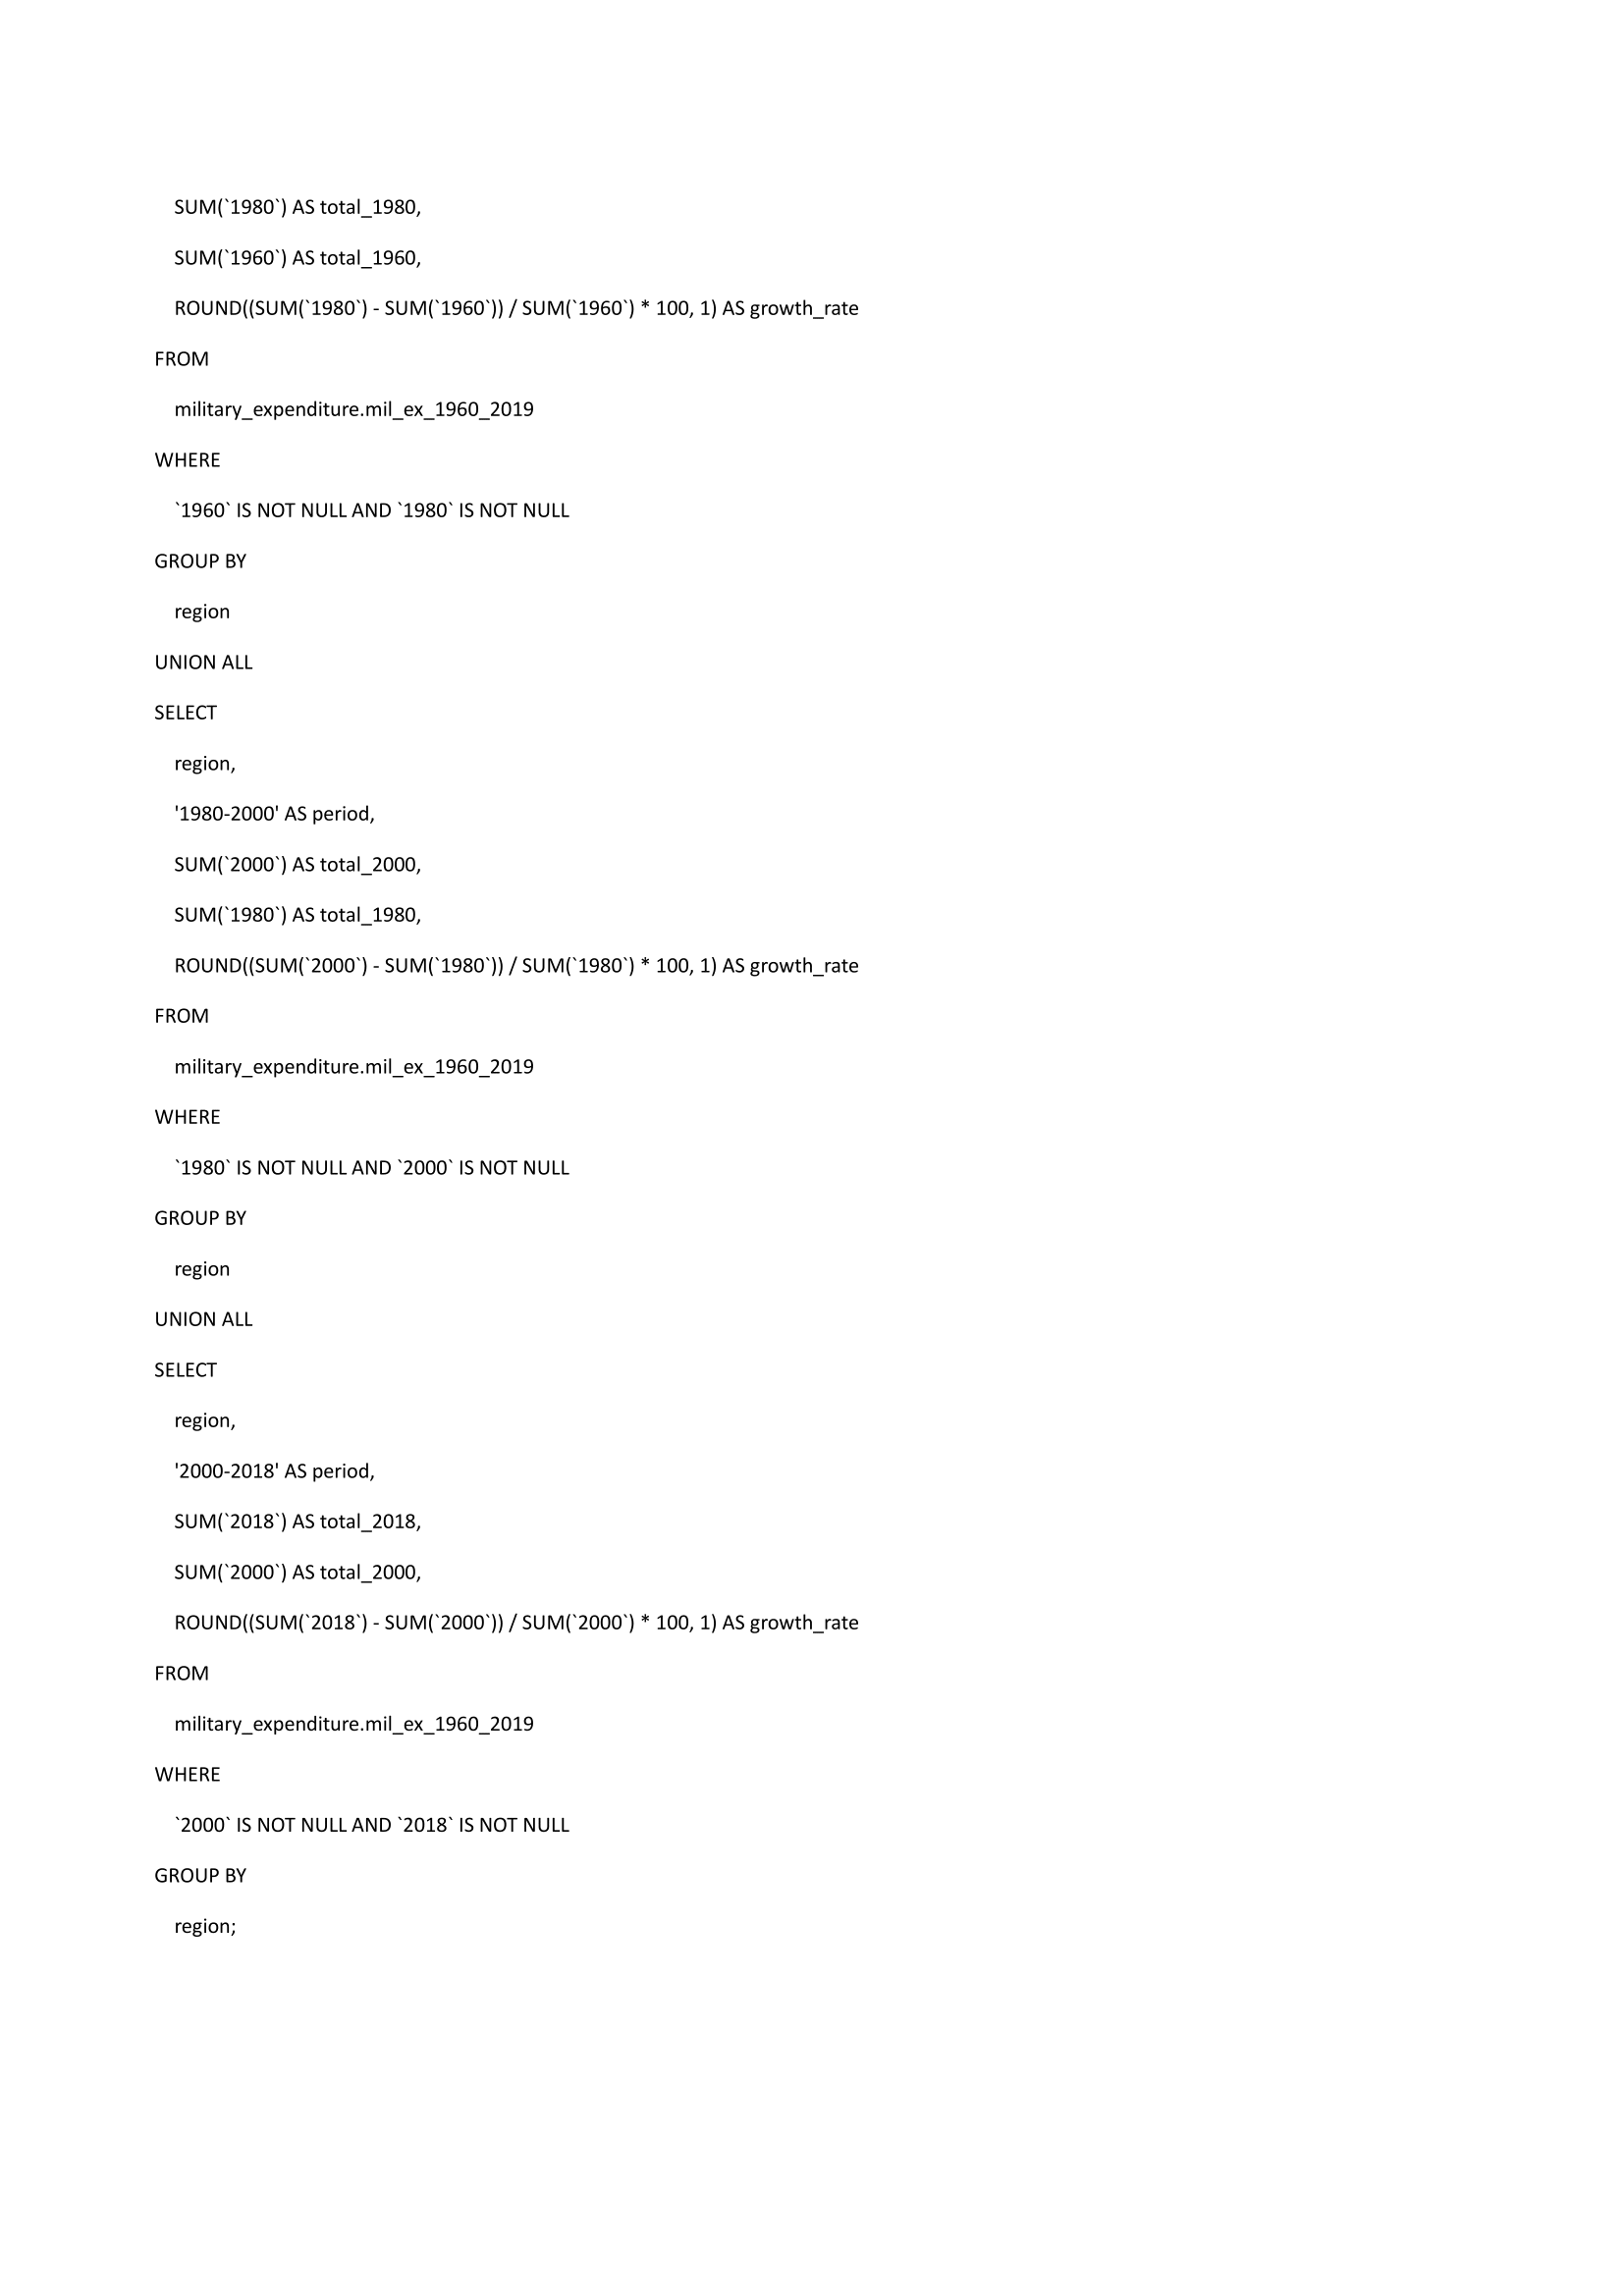 SUM(`1980`) AS total_1980,
SUM(`1960`) AS total_1960,
ROUND((SUM(`1980`) - SUM(`1960`)) / SUM(`1960`) * 100, 1) AS growth_rate
FROM
military_expenditure.mil_ex_1960_2019
WHERE
`1960` IS NOT NULL AND `1980` IS NOT NULL
GROUP BY
region
UNION ALL
SELECT
region,
'1980-2000' AS period,
SUM(`2000`) AS total_2000,
SUM(`1980`) AS total_1980,
ROUND((SUM(`2000`) - SUM(`1980`)) / SUM(`1980`) * 100, 1) AS growth_rate
FROM
military_expenditure.mil_ex_1960_2019
WHERE
`1980` IS NOT NULL AND `2000` IS NOT NULL
GROUP BY
region
UNION ALL
SELECT
region,
'2000-2018' AS period,
SUM(`2018`) AS total_2018,
SUM(`2000`) AS total_2000,
ROUND((SUM(`2018`) - SUM(`2000`)) / SUM(`2000`) * 100, 1) AS growth_rate
FROM
military_expenditure.mil_ex_1960_2019
WHERE
`2000` IS NOT NULL AND `2018` IS NOT NULL
GROUP BY
region;